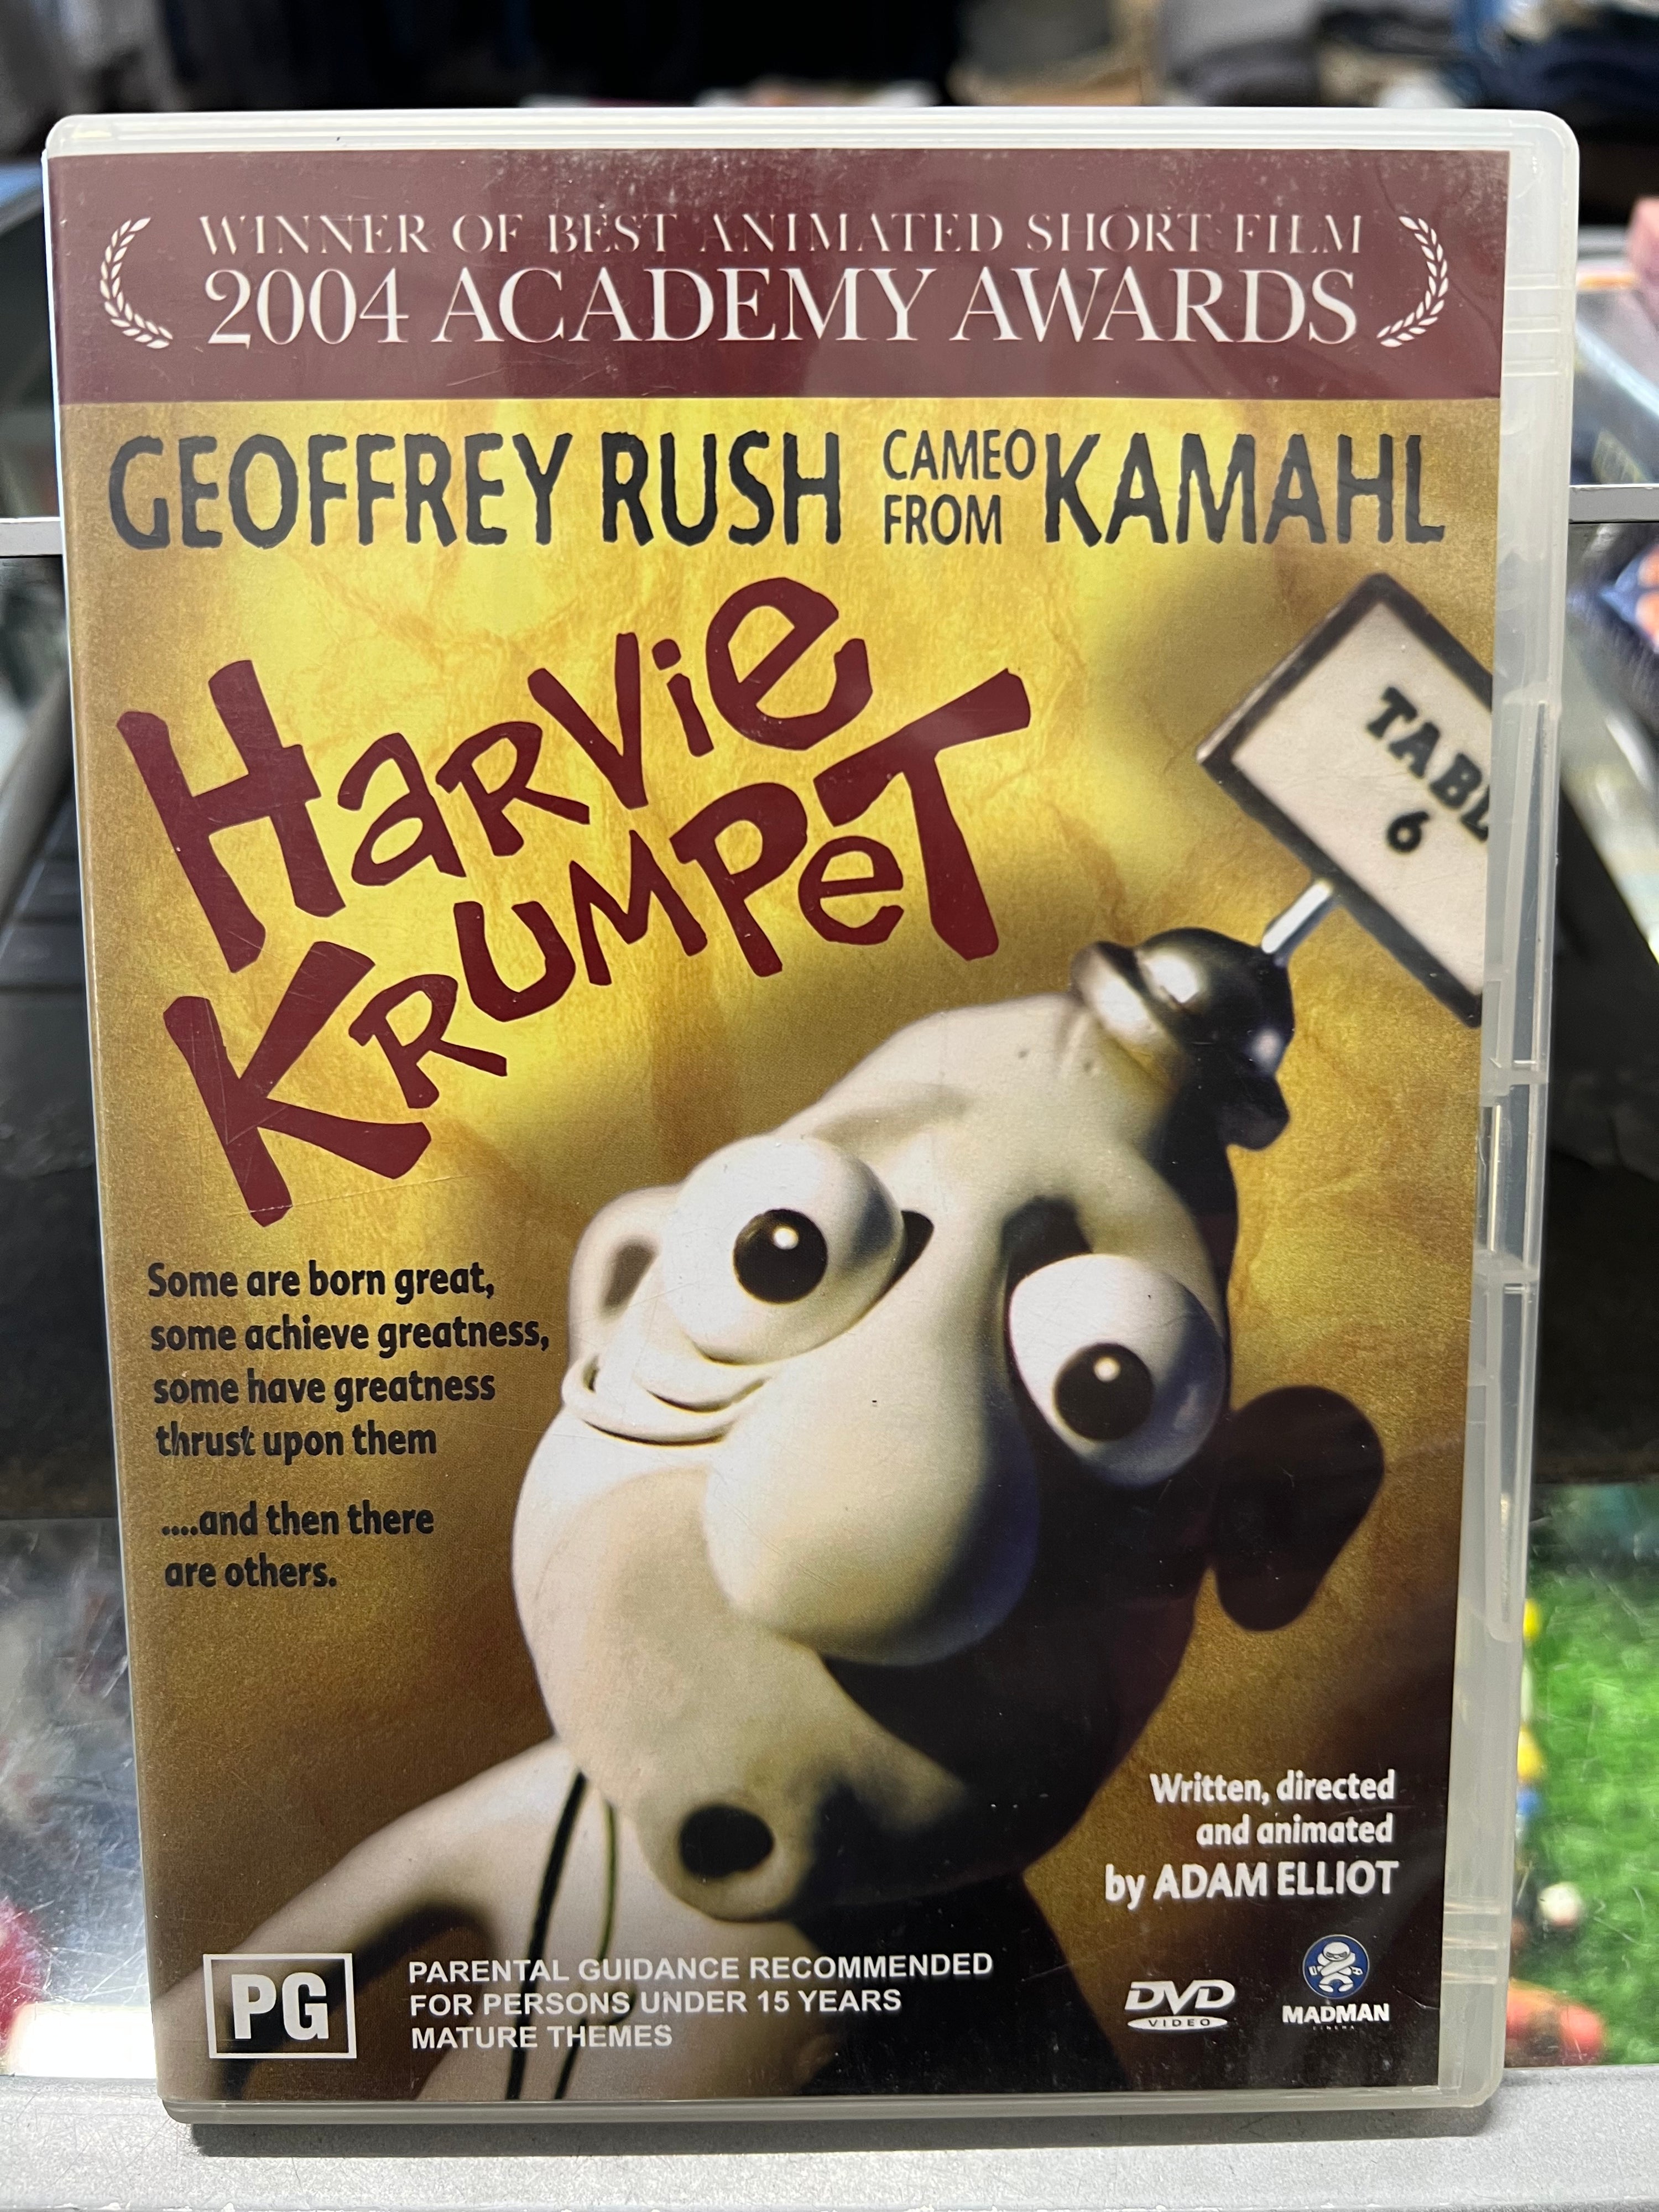 WINNER OF BEST ANIMATED SHORT FILM
2004 ACADEMY AWARDS
GEOFFREY RUSH CAMEO FROM KAMAHL
HARVIE
KRUMPET
TABL
6
Some are born great,
some achieve greatness,
some have greatness
thrust upon them
....and then there
are others.
Written, directed
and animated
by ADAM ELLIOT
PG
PARENTAL GUIDANCE RECOMMENDED
FOR PERSONS UNDER 15 YEARS
MATURE THEMES
DVD
VIDEO
MADMAN
CINEMA